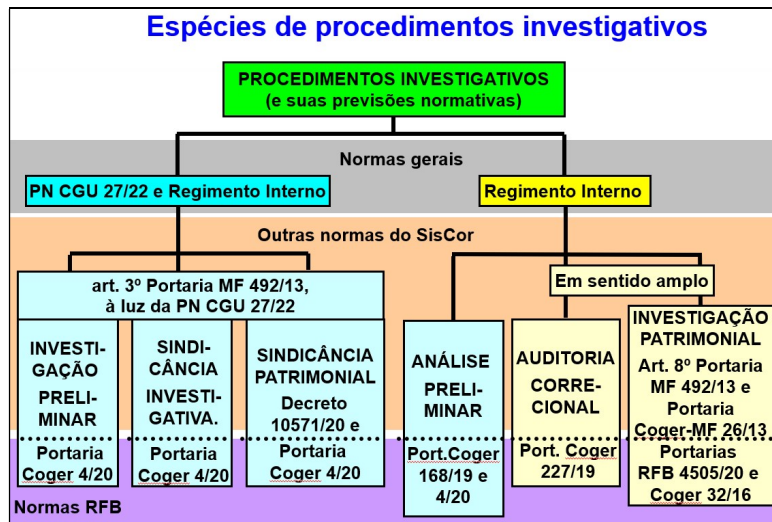 Espécies de procedimentos investigativos
PROCEDIMENTOS INVESTIGATIVOS
(e suas previsões normativas)
Normas gerais
PN CGU 27/22 e Regimento Interno
Regimento Interno
Outras normas do SisCor
art. 3º Portaria MF 492/13,
à luz da PN CGU 27/22
Em sentido amplo
INVESTI-
GAÇÃO
PRELI-
MINAR
Portaria
Coger 4/20
SINDI-
CÂNCIA
INVESTI-
GATIVA.
Portaria
Coger 4/20
SINDICÂNCIA
PATRIMONIAL
Decreto
10571/20 e
Portaria
Coger 4/20
ANÁLISE
PRELI-
MINAR
Port.Coger
168/19 e
4/20
AUDITORIA
CORRE-
CIONAL
Port. Coger
227/19
INVESTIGAÇÃO
PATRIMONIAL
Art. 8º Portaria
MF 492/13 e
Portaria
Coger-MF 26/13
Portarias
RFB 4505/20 e
Coger 32/16
Normas RFB